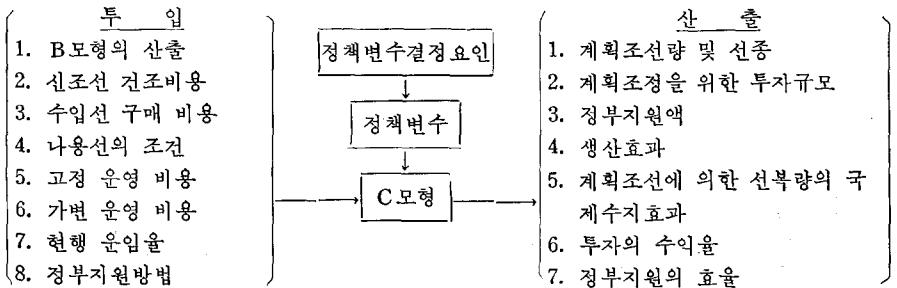 투 입
1. B모형의 산출
2. 신조선 건조비용
3. 수입선 구매 비용
4. 나용선의 조건
5. 고정 운영 비용
6. 가변 운영 비용
7. 현행 운임율
8. 정부지원방법
정책변수결정요인
정책변수
C모형
산 출
1. 계획조선량 및 선종
2. 계획조정을 위한 투자규모
3. 정부지원액
4. 생산효과
5. 계획조선에 의한 선복량의 국
제수지효과
6. 투자의 수익율
7. 정부지원의 효율